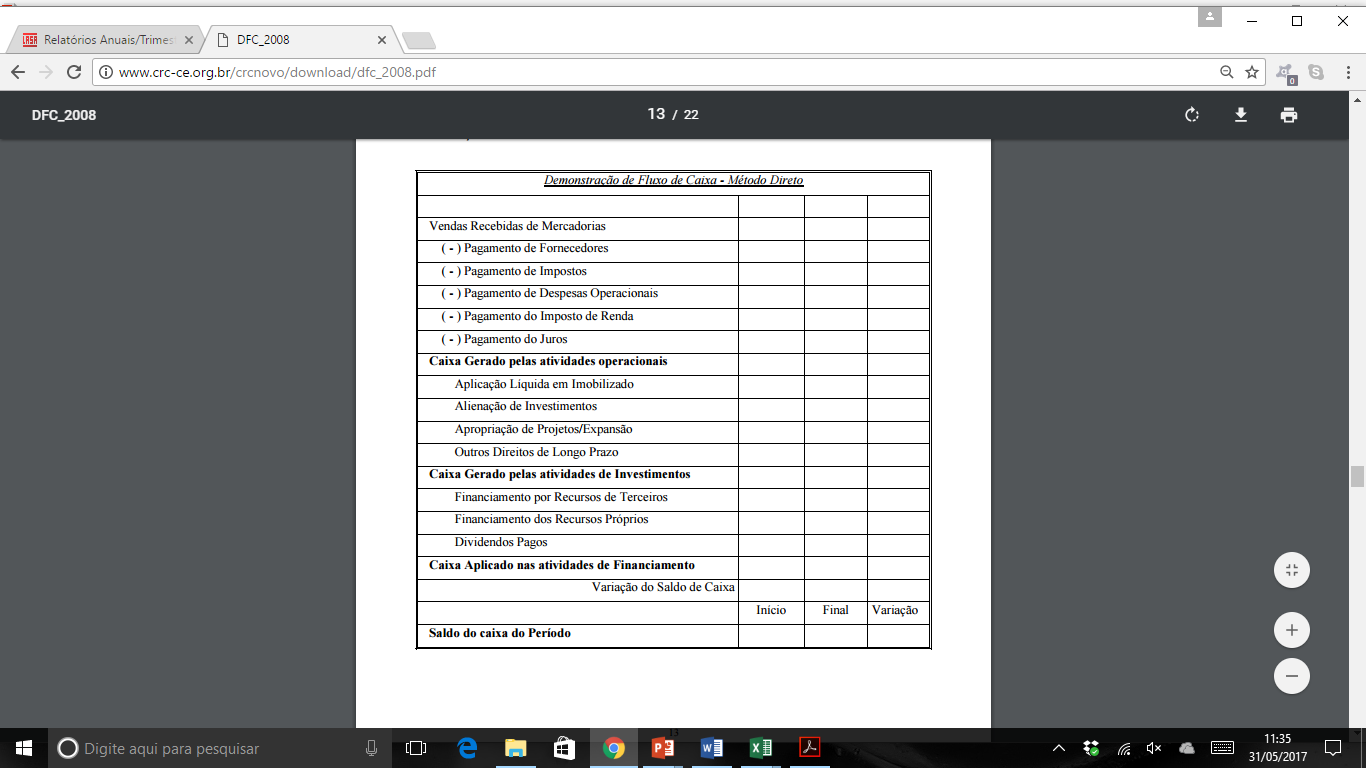 Relatórios Anuais/Trimes
DFC_2008
www.crc-ce.org.br/crcnovo/download/dfc_2008.pdf
0
DFC_2008
13 / 22
Demonstração de Fluxo de Caixa - Método Direto
Vendas Recebidas de Mercadorias
( - ) Pagamento de Fornecedores
( - ) Pagamento de Impostos
( - ) Pagamento de Despesas Operacionais
( - ) Pagamento do Imposto de Renda
( - ) Pagamento do Juros
Caixa Gerado pelas atividades operacionais
Aplicação Líquida em Imobilizado
Alienação de Investimentos
Apropriação de Projetos/Expansão
Outros Direitos de Longo Prazo
Caixa Gerado pelas atividades de Investimentos
Financiamento por Recursos de Terceiros
Financiamento dos Recursos Próprios
Dividendos Pagos
Caixa Aplicado nas atividades de Financiamento
Variação do Saldo de Caixa
Início Final Variação
Saldo do caixa do Período
13
Digite aqui para pesquisar
11:35
31/05/2017